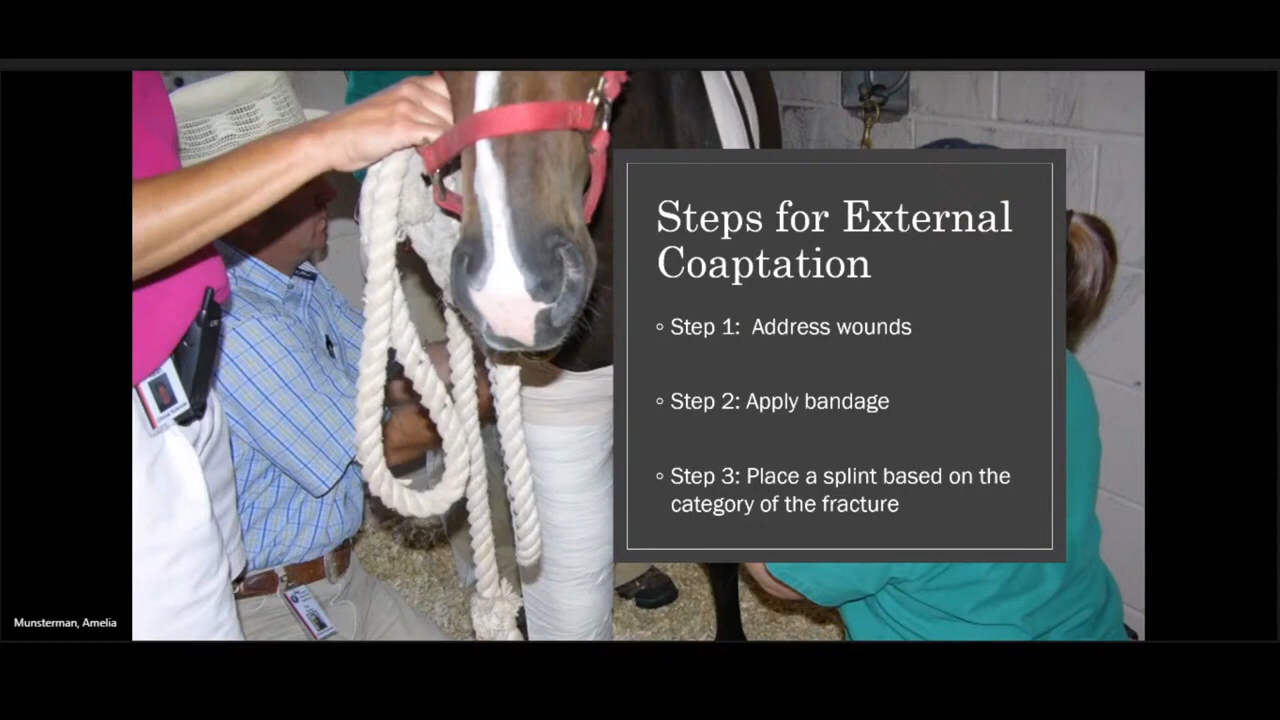 Steps for External
Coaptation
◦ Step 1:  Address wounds
◦ Step 2: Apply bandage
◦ Step 3: Place a splint based on the
category of the fracture
Munsterman, Amelia